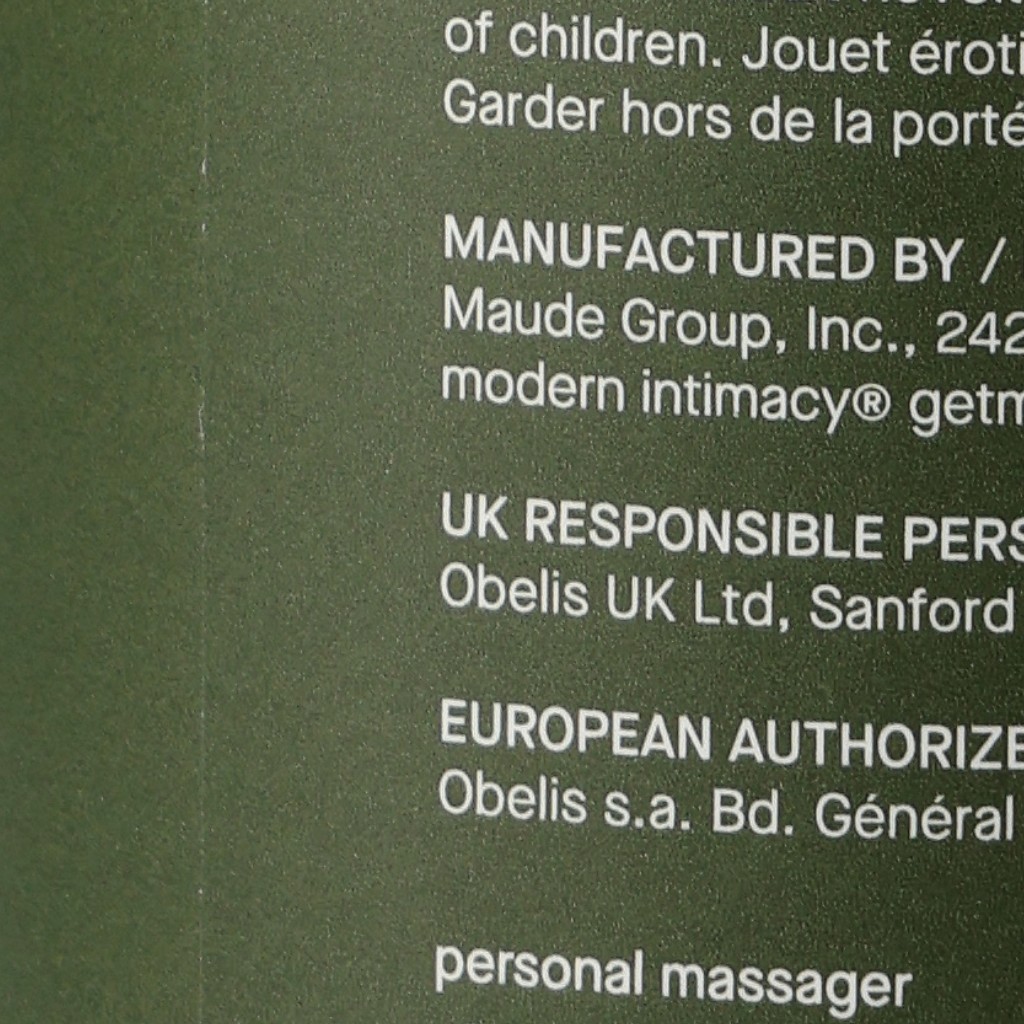 of children. Jouet éroti
Garder hors de la porté
MANUFACTURED BY /
Maude Group, Inc., 242
modern intimacy® getm
UK RESPONSIBLE PERS
Obelis UK Ltd, Sanford
EUROPEAN AUTHORIZE
Obelis s.a. Bd. Général
personal massager